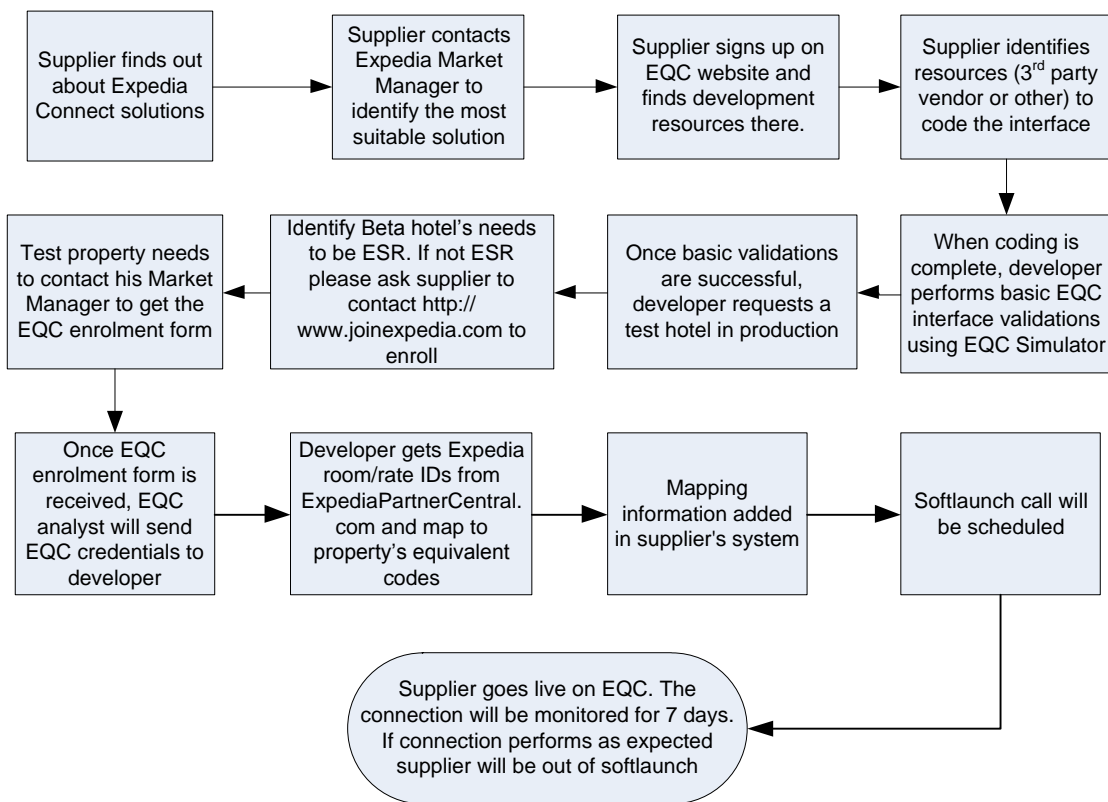 Supplier finds out
about Expedia
Connect solutions
Supplier contacts
Expedia Market
Manager to
identify the most
suitable solution
Supplier signs up on
EQC website and
finds development
resources there.
Supplier identifies
resources (3rd party
vendor or other) to
code the interface
When coding is
complete, developer
performs basic EQC
interface validations
using EQC Simulator
Once basic validations
are successful,
developer requests a
test hotel in production
Identify Beta hotel’s needs
to be ESR. If not ESR
please ask supplier to
contact http://
www.joinexpedia.com to
enroll
Test property needs
to contact his Market
Manager to get the
EQC enrolment form
Once EQC
enrolment form is
received, EQC
analyst will send
EQC credentials to
developer
Developer gets Expedia
room/rate IDs from
ExpediaPartnerCentral.
com and map to
property’s equivalent
codes
Mapping
information added
in supplier's system
Softlaunch call will
be scheduled
Supplier goes live on EQC. The
connection will be monitored for 7 days.
If connection performs as expected
supplier will be out of softlaunch